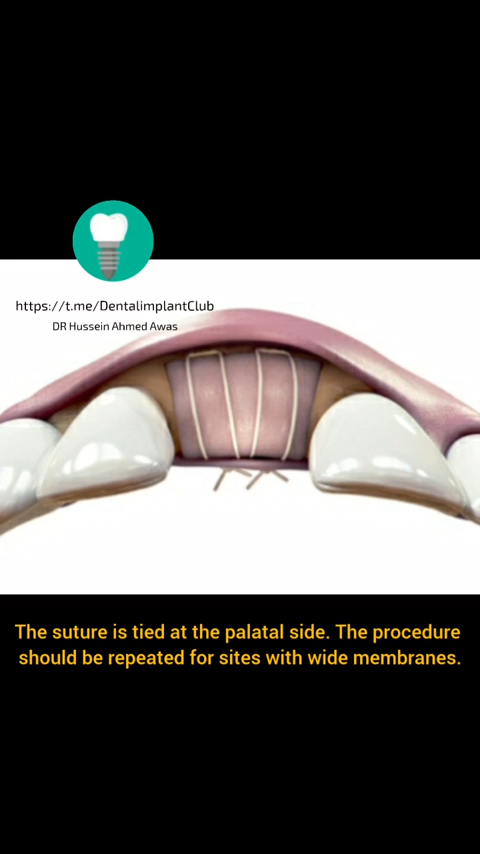 https://t.me/DentalimplantClub
DR Hussein Ahmed Awas
The suture is tied at the palatal side. The procedure
should be repeated for sites with wide membranes.